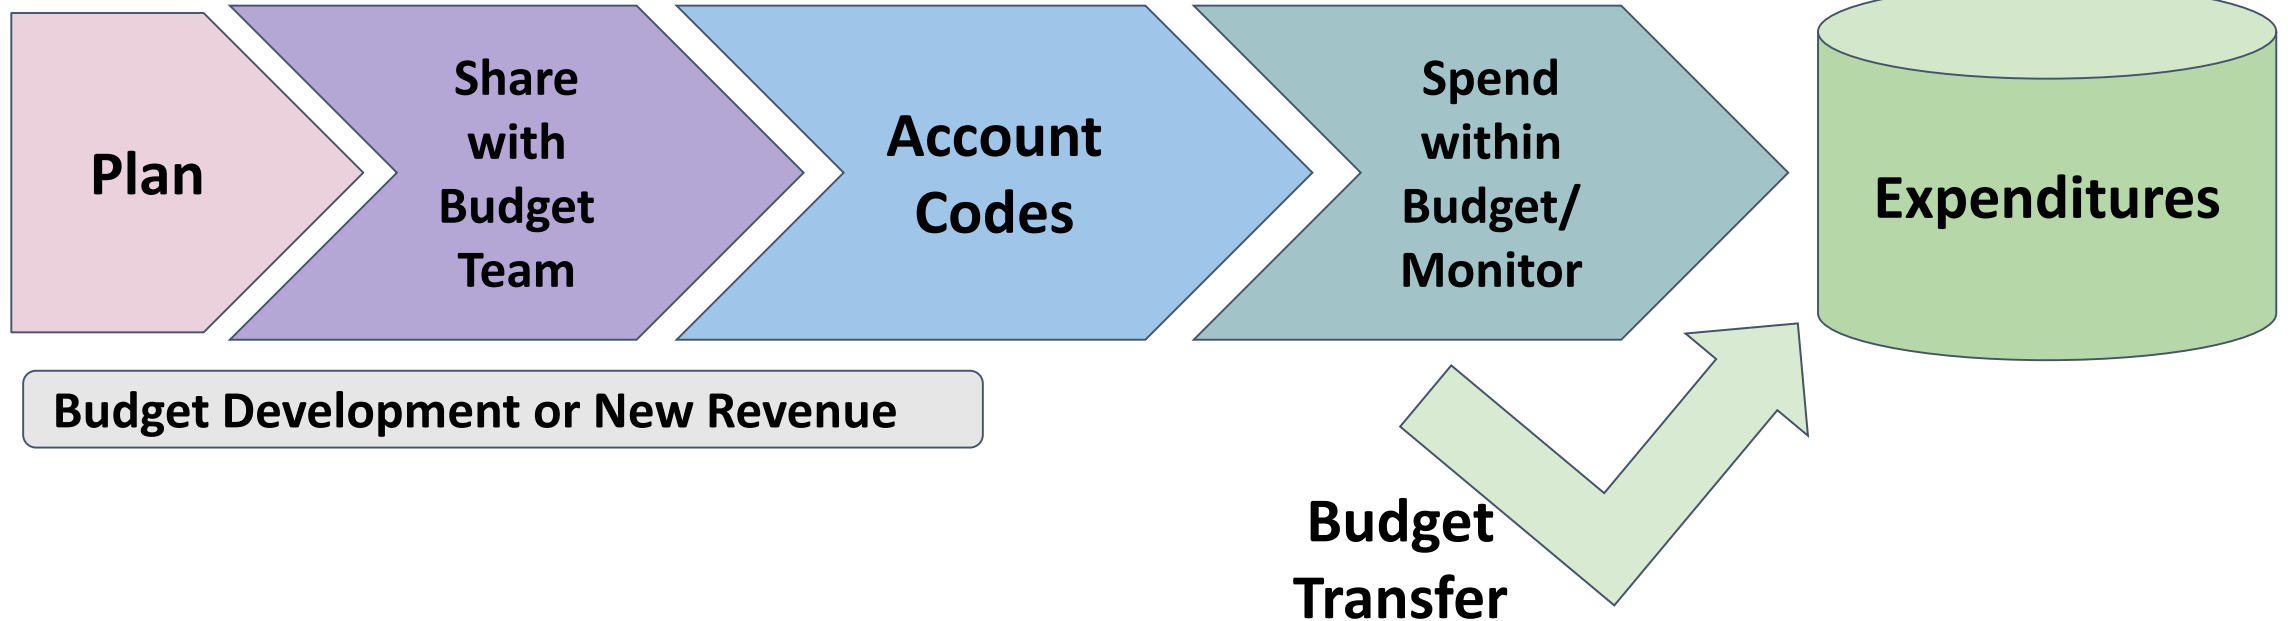 Plan
Share
with
Budget
Team
Account
Codes
Spend
within
Budget/
Monitor
Expenditures
Budget Development or New Revenue
Budget
Transfer